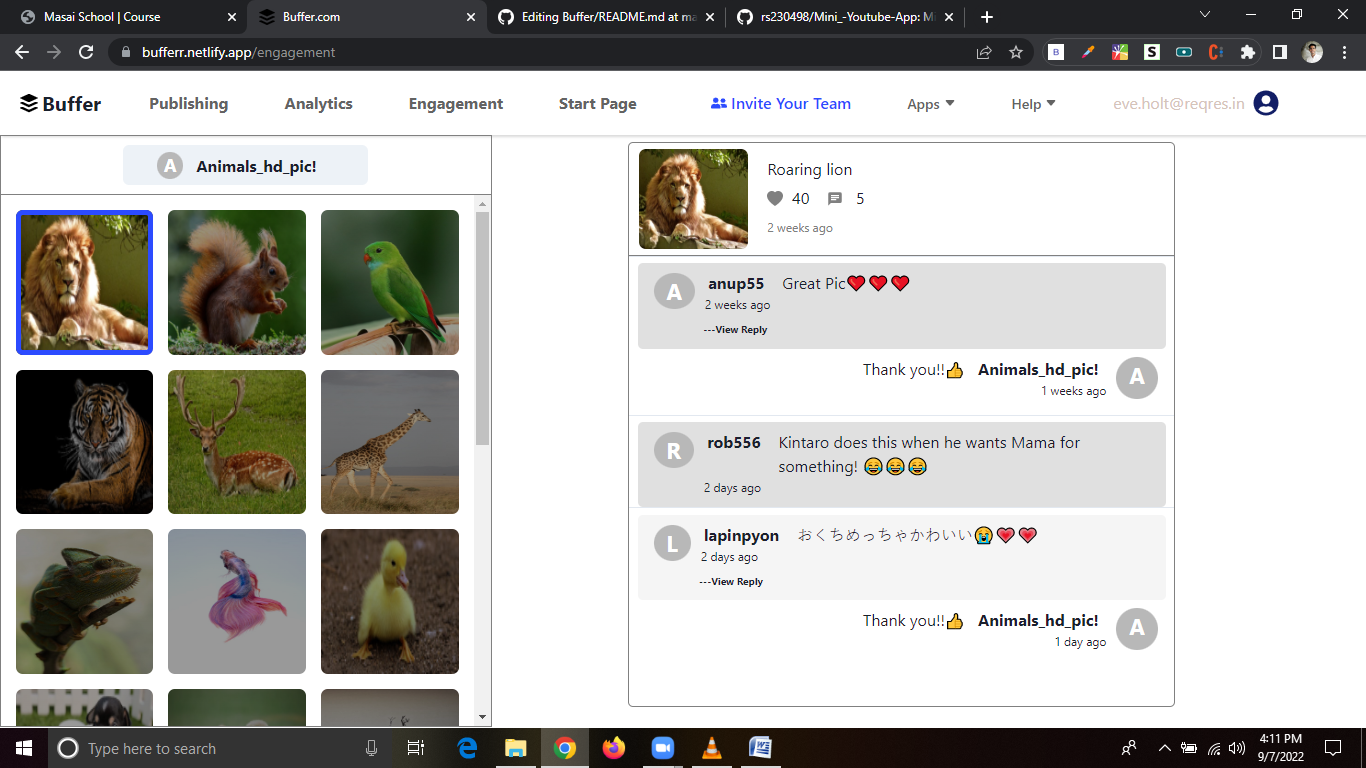 Masai School | Course
Buffer.com
Editing Buffer/README.md at ma
rs230498/Mini_-Youtube-App: Mi
bufferr.netlify.app/engagement
Buffer
Publishing
Analytics
Engagement
Start Page
Invite Your Team
Apps
Help
eve.holt@reqres.in
A
Animals_hd_pic!
Roaring lion
40 5
2 weeks ago
A
anup55 Great Pic❤️❤️❤️
2 weeks ago
---View Reply
Thank you!!👍 Animals_hd_pic!
A
1 weeks ago
R
rob556 Kintaro does this when he wants Mama for
something! 😂😂😂
2 days ago
L
lapinpyon おくちめっちゃかわいい😭💗💗
2 days ago
---View Reply
Thank you!!👍 Animals_hd_pic!
A
1 day ago
Type here to search
4:11 PM
9/7/2022